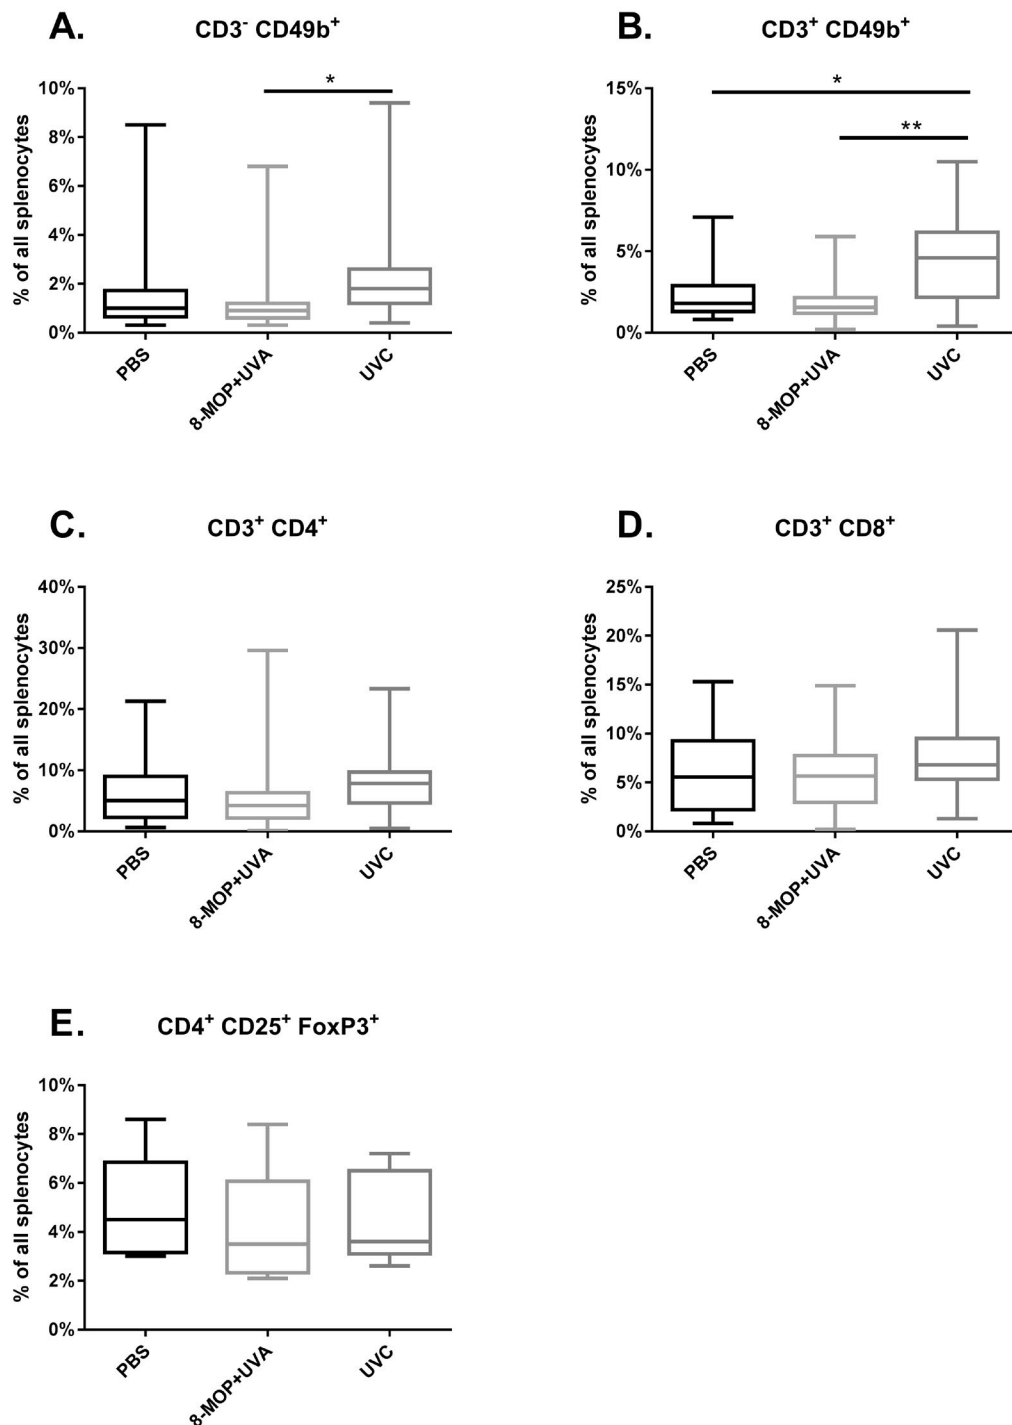 A. CD3⁻ CD49b⁺
10%
8%
6%
4%
2%
0%
% of all splenocytes
*
PBS
8-MOP+UVA
UVC
B. CD3⁺ CD49b⁺
15%
10%
5%
0%
% of all splenocytes
*
**
PBS
8-MOP+UVA
UVC
C. CD3⁺ CD4⁺
40%
30%
20%
10%
0%
% of all splenocytes
PBS
8-MOP+UVA
UVC
D. CD3⁺ CD8⁺
25%
20%
15%
10%
5%
0%
% of all splenocytes
PBS
8-MOP+UVA
UVC
E. CD4⁺ CD25⁺ FoxP3⁺
10%
8%
6%
4%
2%
0%
% of all splenocytes
PBS
8-MOP+UVA
UVC